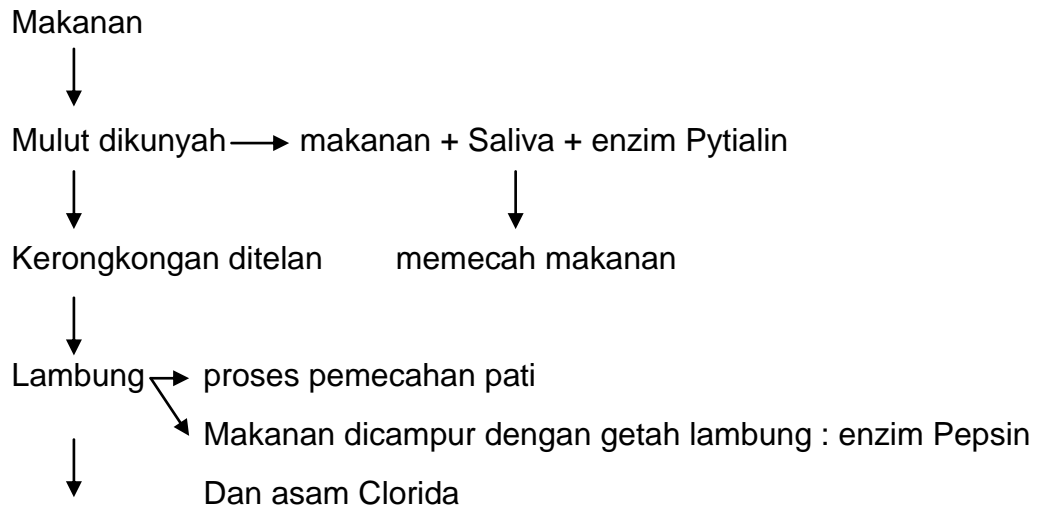 Makanan
Mulut dikunyah makanan + Saliva + enzim Pytialin
Kerongkongan ditelan memecah makanan
Lambung proses pemecahan pati
Makanan dicampur dengan getah lambung : enzim Pepsin
Dan asam Clorida